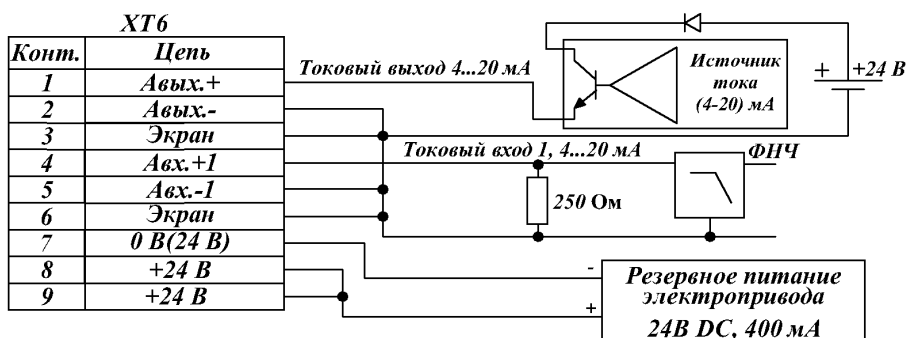 XT6
Конт. Цепь
1 Авых.+
2 Авых.-
3 Экран
4 Авх.+1
5 Авх.-1
6 Экран
7 0 В(24 В)
8 +24 В
9 +24 В
Токовый выход 4...20 мА
Источник
тока
(4-20) мА
+ +24 В
Токовый вход 1, 4...20 мА
ФНЧ
250 Ом
-
+
Резервное питание
электропривода
24В DC, 400 мА